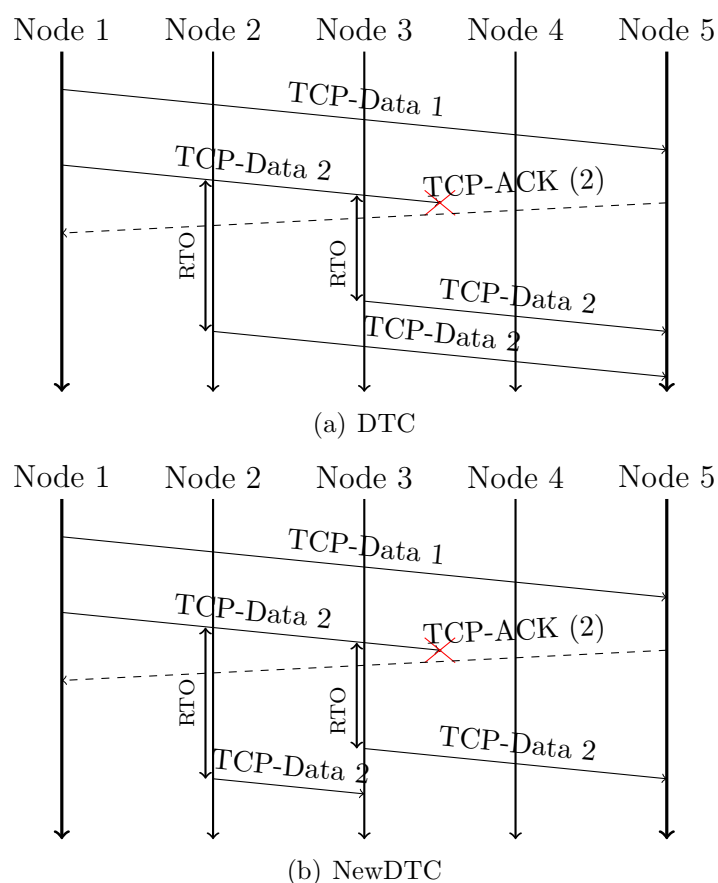 Node 1 Node 2 Node 3 Node 4 Node 5
TCP-Data 1
TCP-Data 2
TCP-ACK (2)
RTO
RTO
TCP-Data 2
TCP-Data 2
(a) DTC
Node 1 Node 2 Node 3 Node 4 Node 5
TCP-Data 1
TCP-Data 2
TCP-ACK (2)
RTO
RTO
TCP-Data 2
TCP-Data 2
(b) NewDTC